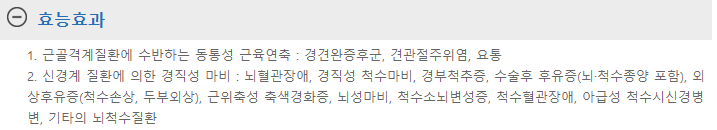 효능효과
1. 근골격계질환에 수반하는 동통성 근육연축 : 경견완증후군, 견관절주위염, 요통
2. 신경계 질환에 의한 경직성 마비 : 뇌혈관장애, 경직성 척수마비, 경부척추증, 수술후 후유증(뇌·척수종양 포함), 외
상후유증(척수손상, 두부외상), 근위축성 축색경화증, 뇌성마비, 척수소뇌변성증, 척수혈관장애, 아급성 척수시신경병
변, 기타의 뇌척수질환